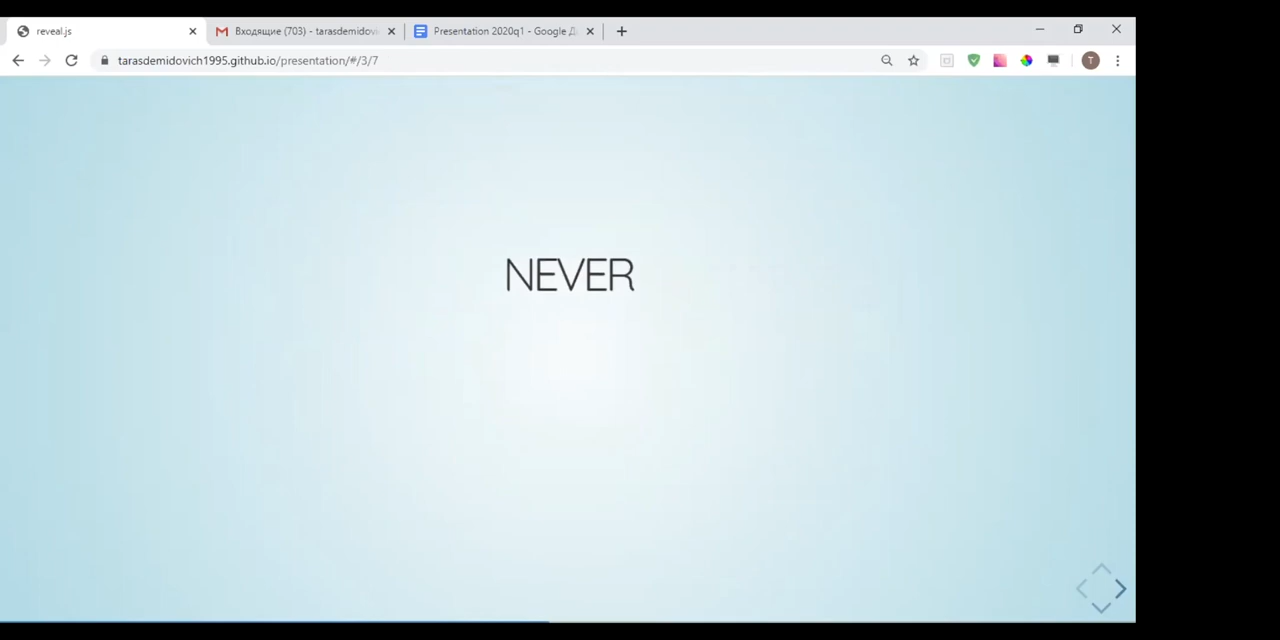 reveal.js
Входящие (703) - tarasdemidovi
Presentation 2020q1 - Google Д
tarasdemidovich1995.github.io/presentation/#/3/7
T
NEVER